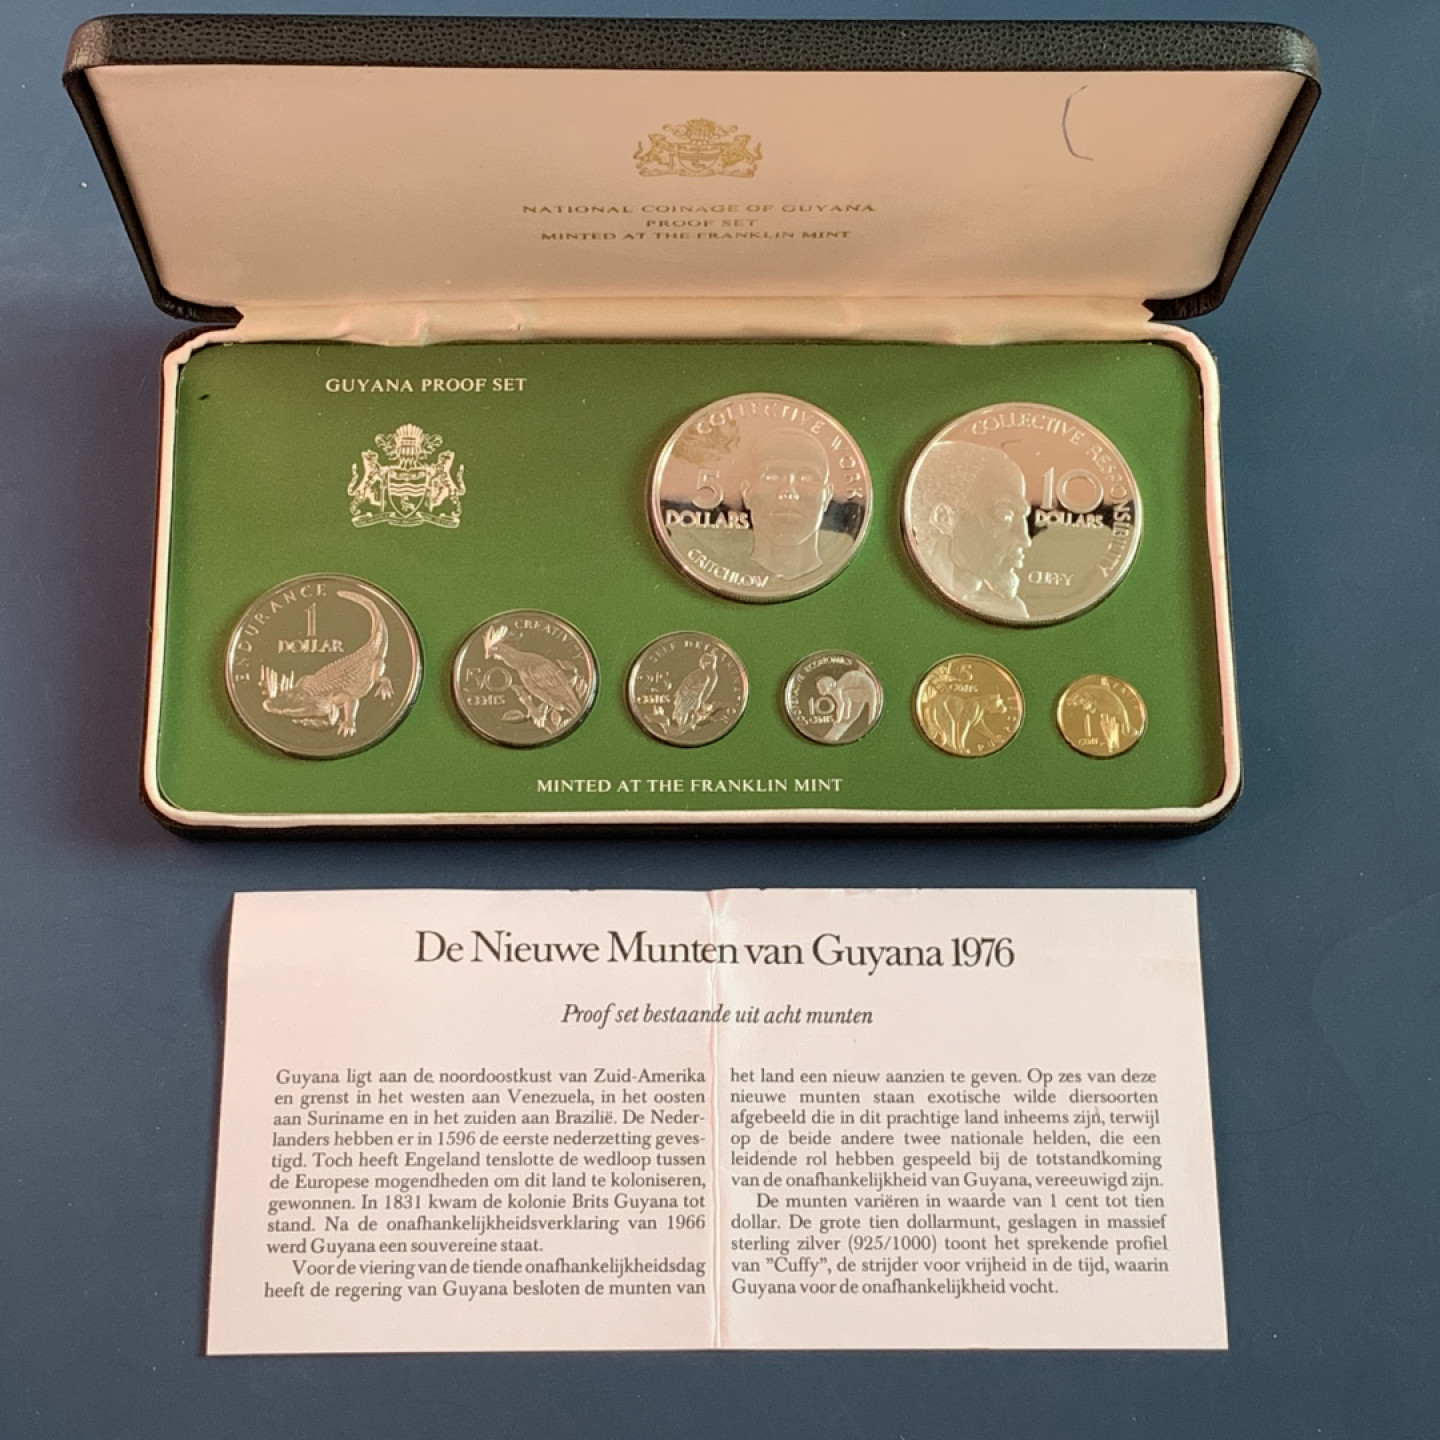 NATIONAL COINAGE OF GUYANA
PROOF SET
MINTED AT THE FRANKLIN MINT
GUYANA PROOF SET
COLLECTIVE WORK
5
DOLLARS
CRITCHLOW
COLLECTIVE RESPONSIBILITY
10
DOLLARS
CUFFY
ENDURANCE
1
DOLLAR
CREATIVITY
50
CENTS
25
CENTS
10
CENTS
5
CENTS
1
CENT
MINTED AT THE FRANKLIN MINT
De Nieuwe Munten van Guyana 1976
Proof set bestaande uit acht munten
Guyana ligt aan de noordoostkust van Zuid-Amerika
en grenst in het westen aan Venezuela, in het oosten
aan Suriname en in het zuiden aan Brazilië. De Neder-
landers hebben er in 1596 de eerste nederzetting geves-
tigd. Toch heeft Engeland tenslotte de wedloop tussen
de Europese mogendheden om dit land te koloniseren,
gewonnen. In 1831 kwam de kolonie Brits Guyana tot
stand. Na de onafhankelijkheidsverklaring van 1966
werd Guyana een souvereine staat.
Voor de viering van de tiende onafhankelijkheidsdag
heeft de regering van Guyana besloten de munten van
het land een nieuw aanzien te geven. Op zes van deze
nieuwe munten staan exotische wilde diersoorten
afgebeeld die in dit prachtige land inheems zijn, terwijl
op de beide andere twee nationale helden, die een
leidende rol hebben gespeeld bij de totstandkoming
van de onafhankelijkheid van Guyana, vereeuwigd zijn.
De munten variëren in waarde van 1 cent tot tien
dollar. De grote tien dollarmunt, geslagen in massief
sterling zilver (925/1000) toont het sprekende profiel
van "Cuffy", de strijder voor vrijheid in de tijd, waarin
Guyana voor de onafhankelijkheid vocht.